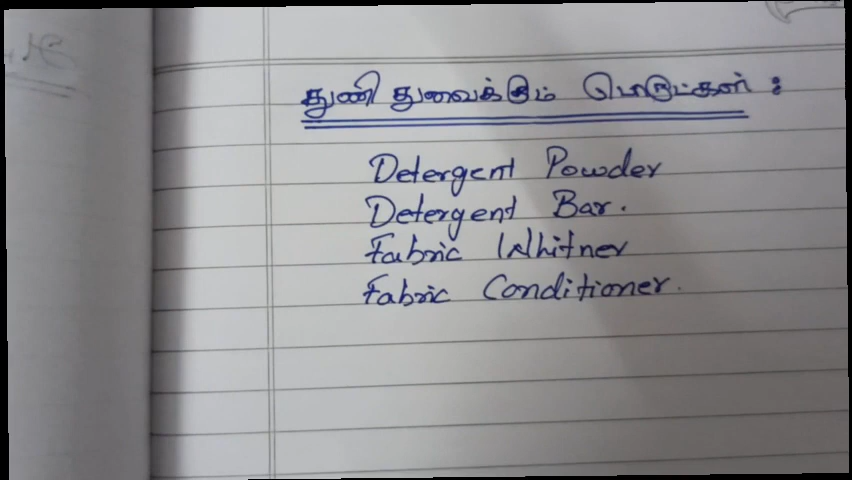 துணி துவைக்கும் பொருட்கள் :
Detergent Powder
Detergent Bar.
Fabric Whitner
Fabric Conditioner.